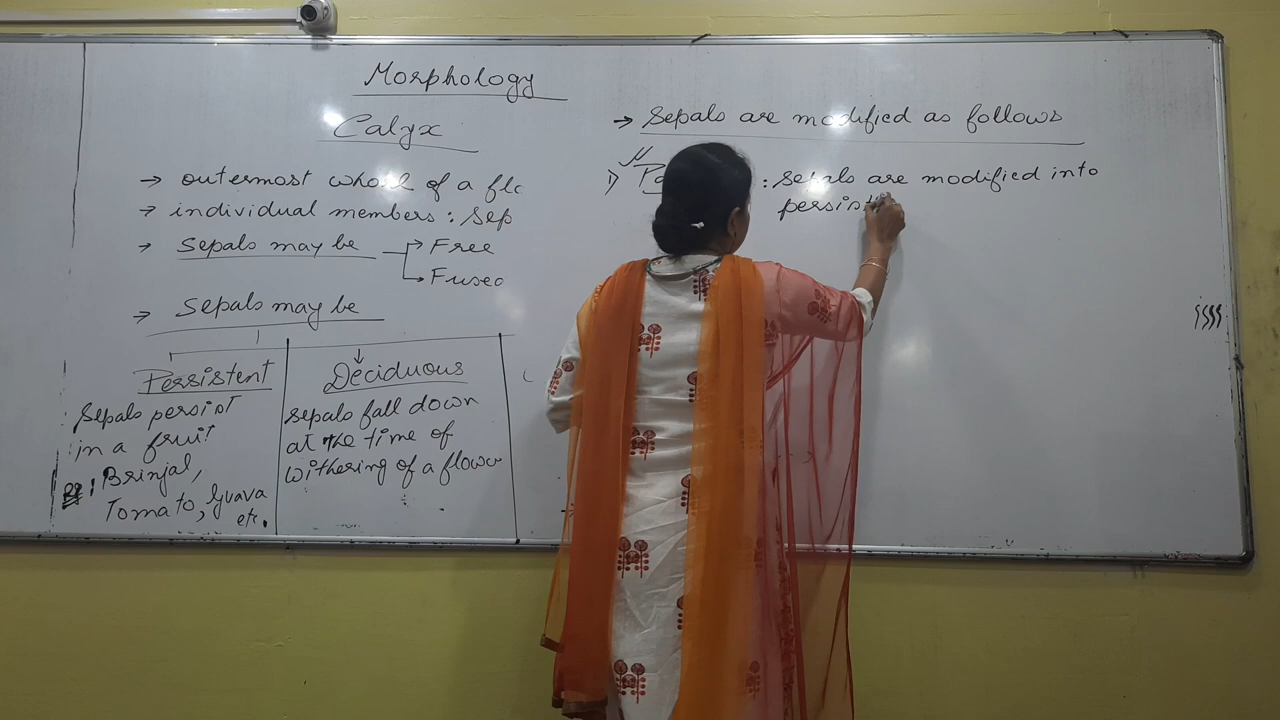 Morphology
Calyx
→ outermost whorl of a flo
→ individual members : sep
→ Sepals may be → Free
→ Fused
→ Sepals may be
Persistent
Sepals persist
in a fruit
Brinjal,
Tomato, Guava
etc.
Deciduous
Sepals fall down
at the time of
withering of a flower
→ Sepals are modified as follows
1) : sepals are modified into
persist